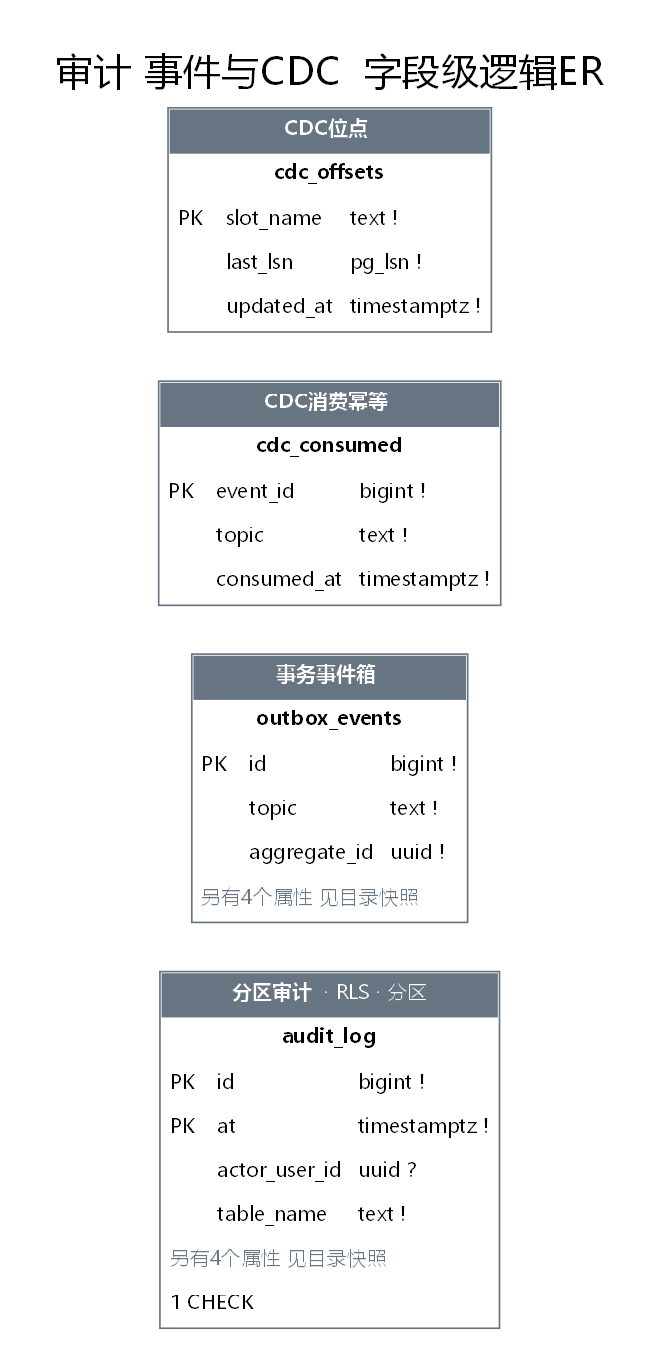 审计 事件与CDC 字段级逻辑ER
CDC位点
cdc_offsets
PK slot_name text !
last_lsn pg_lsn !
updated_at timestamptz !
CDC消费幂等
cdc_consumed
PK event_id bigint !
topic text !
consumed_at timestamptz !
事务事件箱
outbox_events
PK id bigint !
topic text !
aggregate_id uuid !
另有4个属性 见目录快照
分区审计 · RLS · 分区
audit_log
PK id bigint !
PK at timestamptz !
actor_user_id uuid ?
table_name text !
另有4个属性 见目录快照
1 CHECK